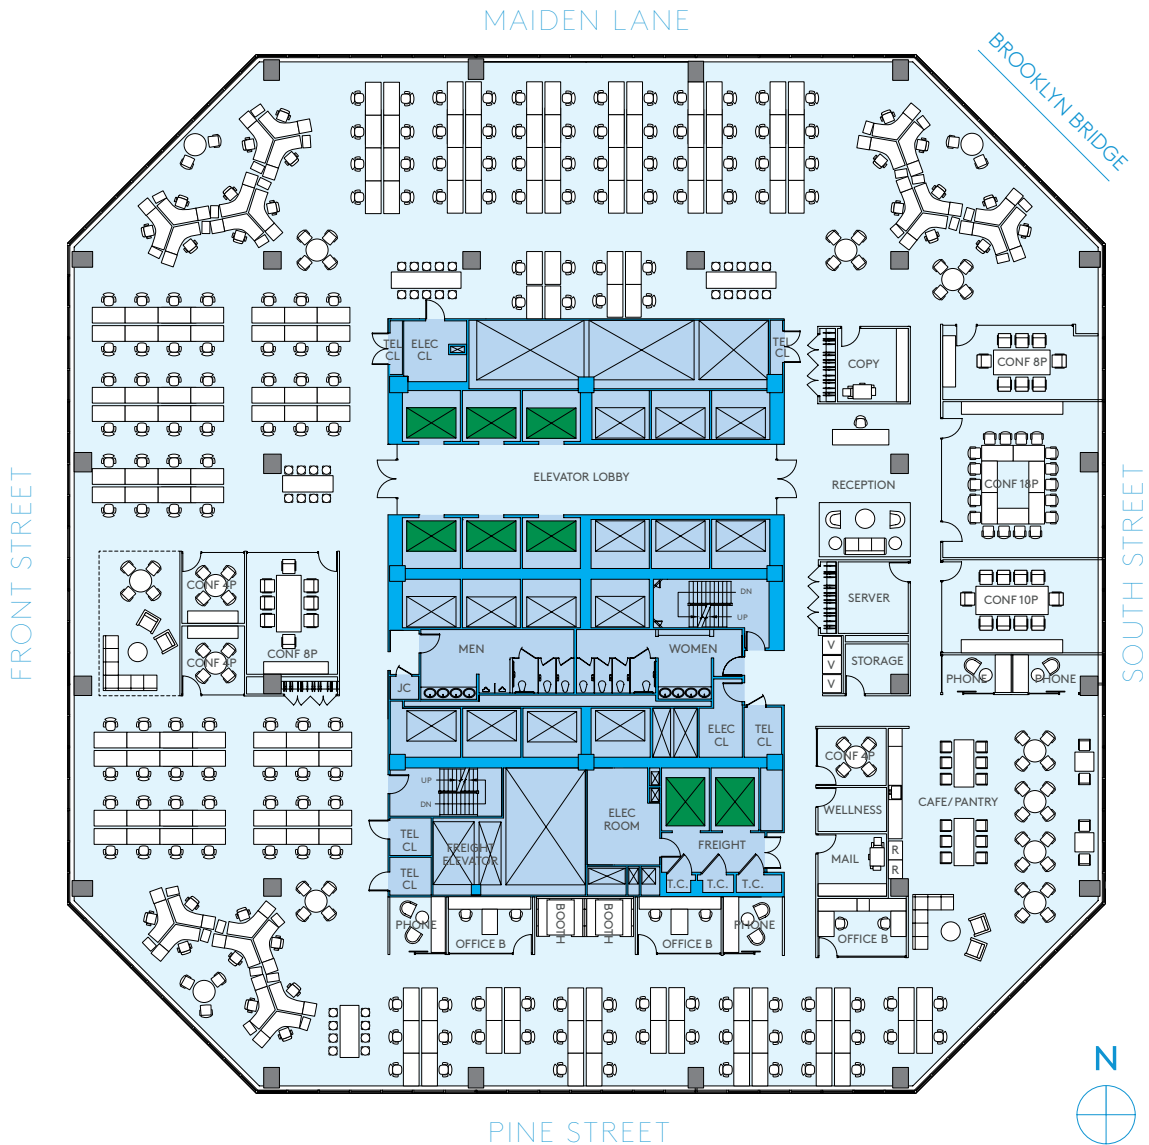 MAIDEN LANE
BROOKLYN BRIDGE
TEL
CL
ELEC
CL
TEL
CL
COPY
CONF 8P
ELEVATOR LOBBY
RECEPTION
CONF 18P
FRONT STREET
SOUTH STREET
CONF 4P
CONF 4P
CONF 8P
DN
UP
MEN
WOMEN
JC
SERVER
CONF 10P
V
V
V
STORAGE
PHONE
PHONE
ELEC
CL
TEL
CL
CONF 4P
WELLNESS
CAFE/PANTRY
MAIL
R
R
UP
DN
TEL
CL
TEL
CL
FREIGHT
ELEVATOR
ELEC
ROOM
FREIGHT
T.C.
T.C.
T.C.
PHONE
OFFICE B
BOOTH
BOOTH
OFFICE B
PHONE
OFFICE B
N
PINE STREET